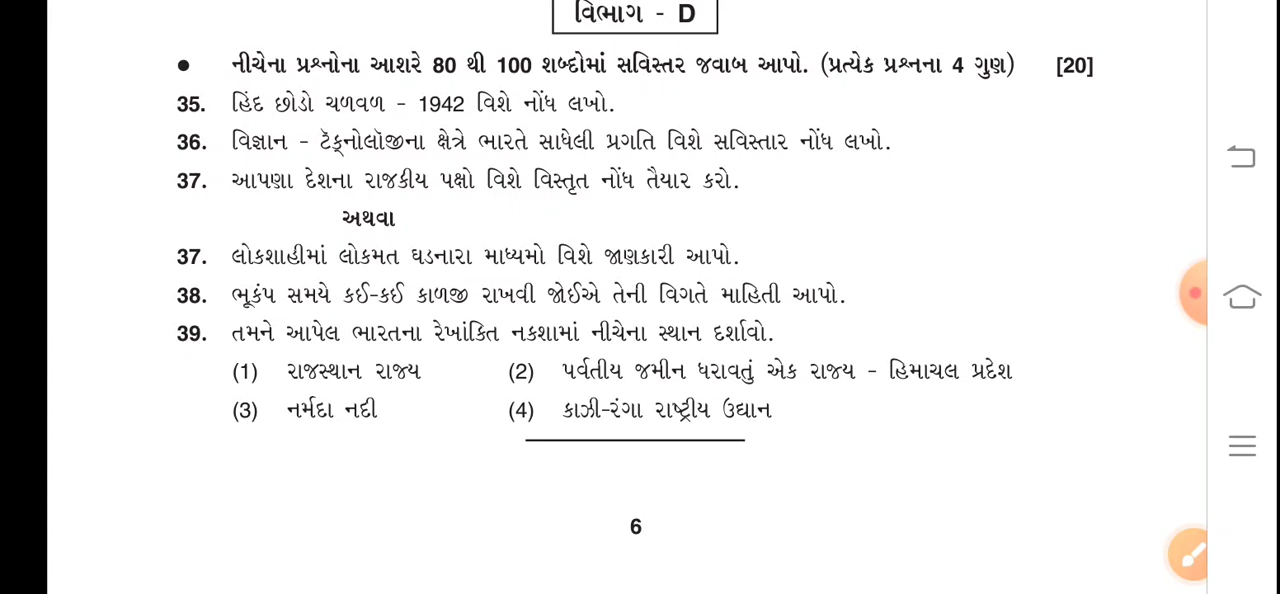 વિભાગ - D
● નીચેના પ્રશ્નોના આશરે 80 થી 100 શબ્દોમાં સવિસ્તર જવાબ આપો. (પ્રત્યેક પ્રશ્નના 4 ગુણ) [20]
35. હિંદ છોડો ચળવળ - 1942 વિશે નોંધ લખો.
36. વિજ્ઞાન - ટૅક્નોલૉજીના ક્ષેત્રે ભારતે સાધેલી પ્રગતિ વિશે સવિસ્તાર નોંધ લખો.
37. આપણા દેશના રાજકીય પક્ષો વિશે વિસ્તૃત નોંધ તૈયાર કરો.
અથવા
37. લોકશાહીમાં લોકમત ઘડનારા માધ્યમો વિશે જાણકારી આપો.
38. ભૂકંપ સમયે કઈ-કઈ કાળજી રાખવી જોઈએ તેની વિગતે માહિતી આપો.
39. તમને આપેલ ભારતના રેખાંકિત નકશામાં નીચેના સ્થાન દર્શાવો.
(1) રાજસ્થાન રાજ્ય (2) પર્વતીય જમીન ધરાવતું એક રાજ્ય - હિમાચલ પ્રદેશ
(3) નર્મદા નદી (4) કાઝી-રંગા રાષ્ટ્રીય ઉદ્યાન
6